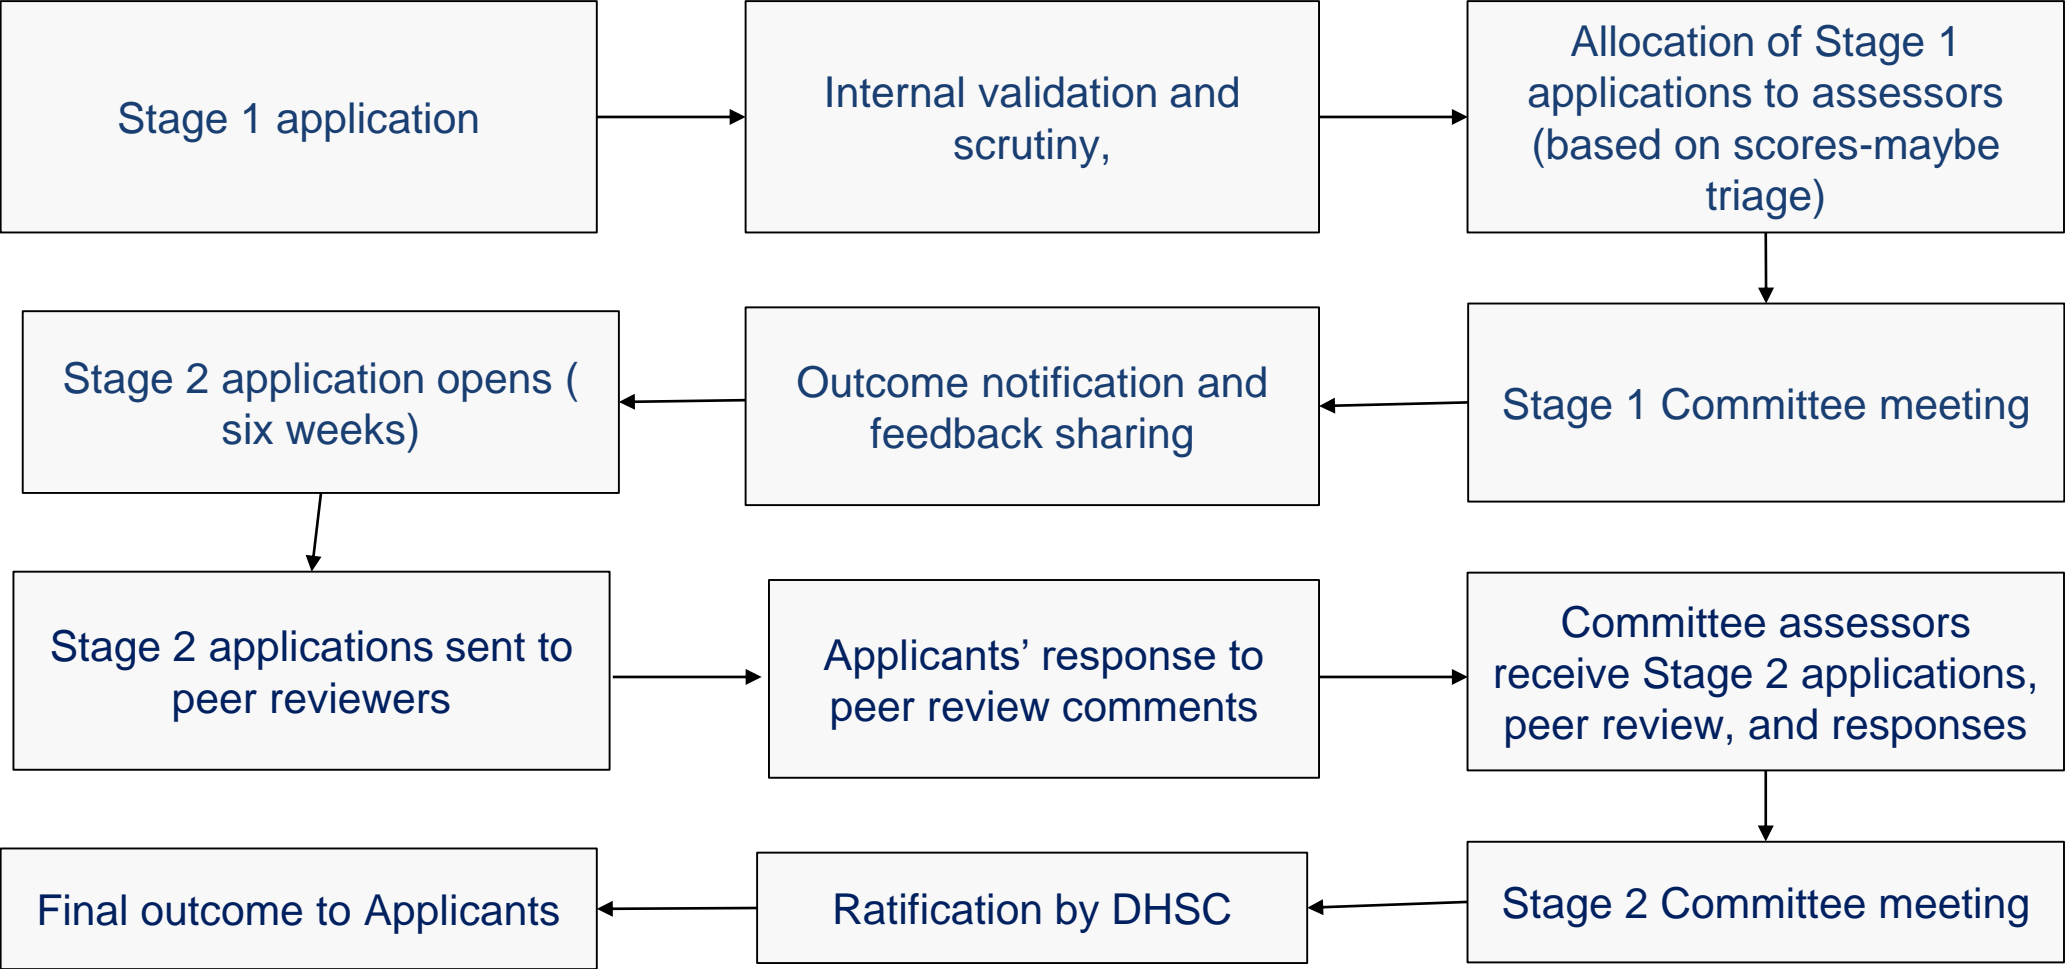 Stage 1 application
Internal validation and
scrutiny,
Allocation of Stage 1
applications to assessors
(based on scores-maybe
triage)
Stage 1 Committee meeting
Outcome notification and
feedback sharing
Stage 2 application opens (
six weeks)
Stage 2 applications sent to
peer reviewers
Applicants’ response to
peer review comments
Committee assessors
receive Stage 2 applications,
peer review, and responses
Stage 2 Committee meeting
Ratification by DHSC
Final outcome to Applicants